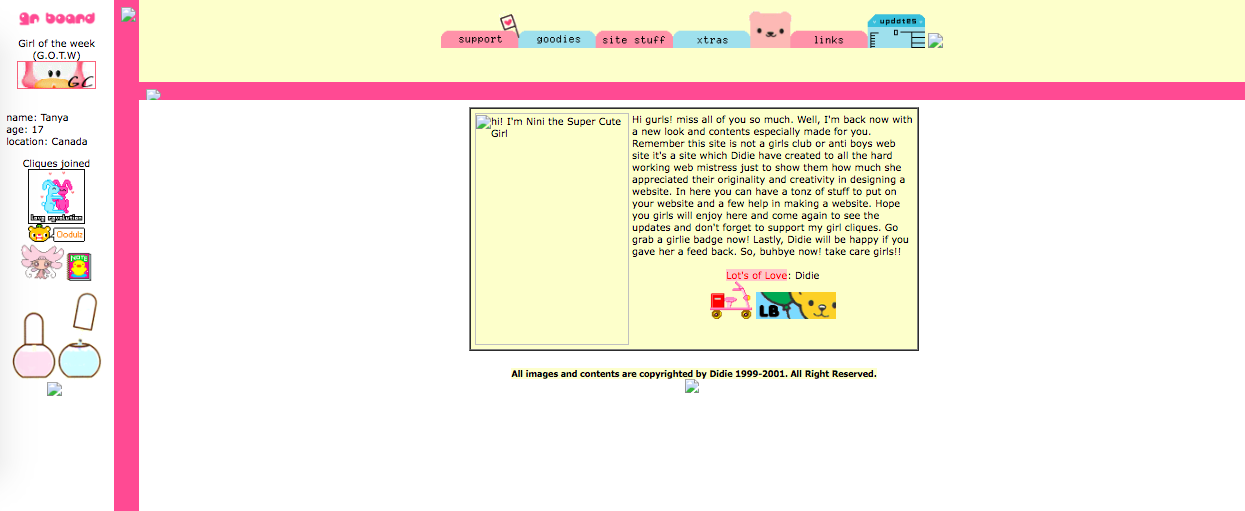 gn board
Girl of the week
(G.O.T.W)
GC
name: Tanya
age: 17
location: Canada
Cliques joined
love revolution
Oodulz
NOTE
support
goodies
site stuff
xtras
links
updates
hi! I'm Nini the Super Cute
Girl
Hi gurls! miss all of you so much. Well, I'm back now with
a new look and contents especially made for you.
Remember this site is not a girls club or anti boys web
site it's a site which Didie have created to all the hard
working web mistress just to show them how much she
appreciated their originality and creativity in designing a
website. In here you can have a tonz of stuff to put on
your website and a few help in making a website. Hope
you girls will enjoy here and come again to see the
updates and don't forget to support my girl cliques. Go
grab a girlie badge now! Lastly, Didie will be happy if you
gave her a feed back. So, buhbye now! take care girls!!
Lot's of Love: Didie
LB
All images and contents are copyrighted by Didie 1999-2001. All Right Reserved.